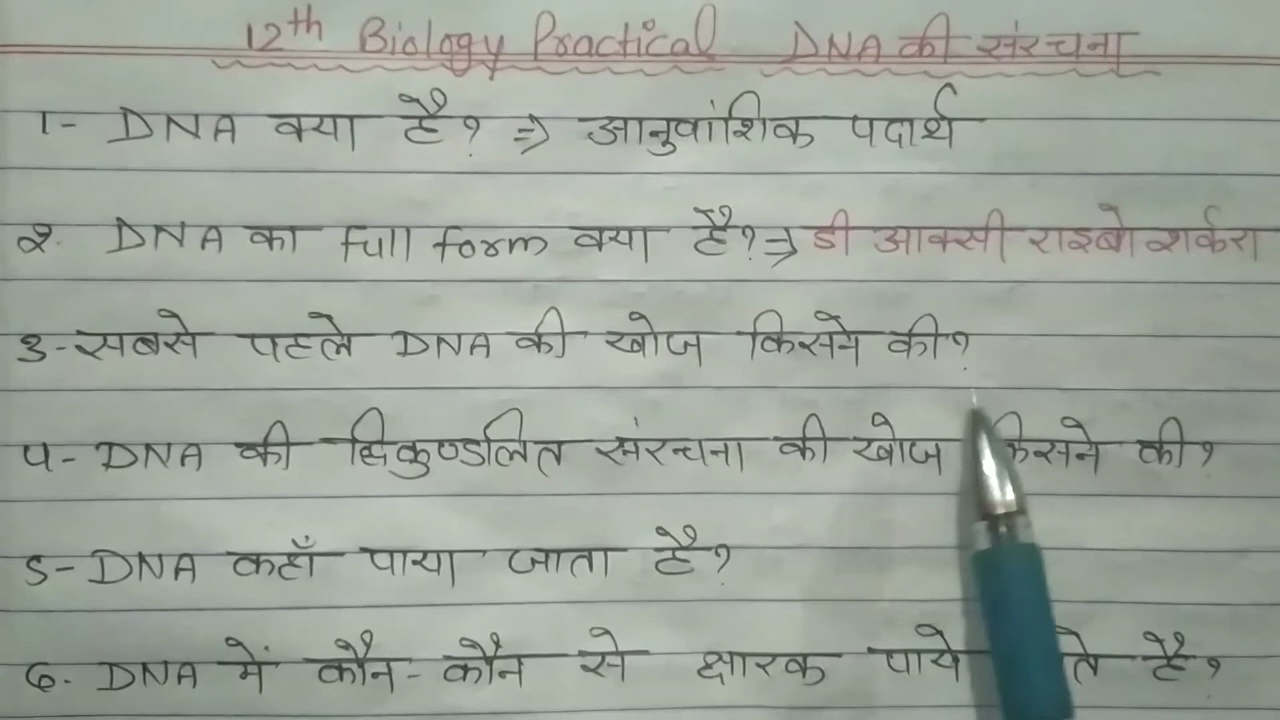 12th Biology Practical DNA की संरचना
1- DNA क्या है? => आनुवांशिक पदार्थ
2. DNA का full form क्या है? => डी आक्सी राइबो शर्करा
3- सबसे पहले DNA की खोज किसने की?
4- DNA की द्विकुण्डलित संरचना की खोज किसने की?
5- DNA कहाँ पाया जाता है?
6. DNA में कौन-कौन से क्षारक पाये ते है?